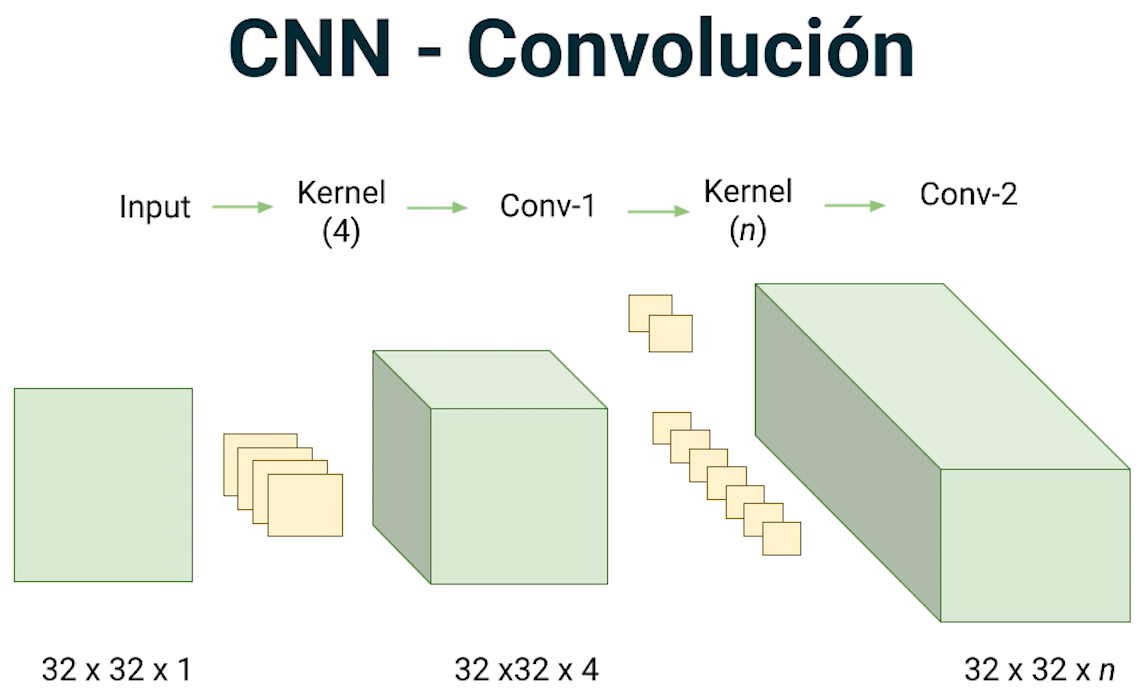 CNN - Convolución
Input
Kernel
(4)
Conv-1
Kernel
(n)
Conv-2
32 x 32 x 1
32 x32 x 4
32 x 32 x n